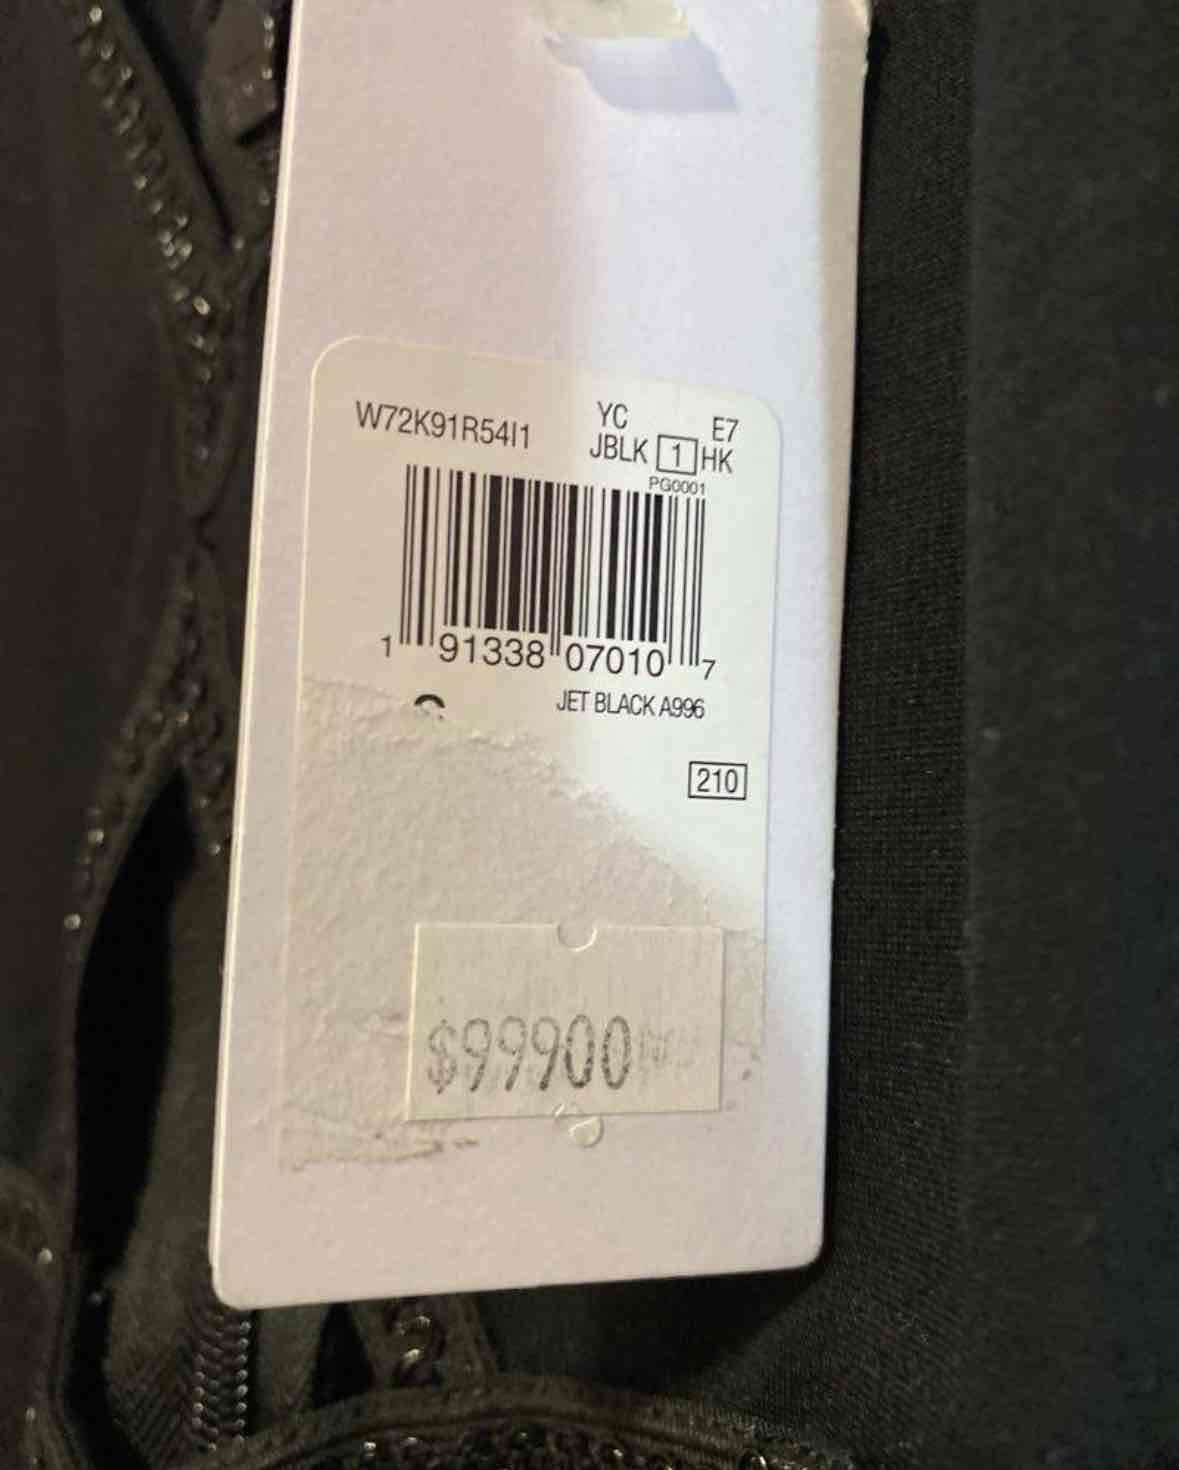 W72K91R54I1 YC E7
JBLK 1 HK
PG0001
1 91338 07010 7
JET BLACK A996
210
$99900